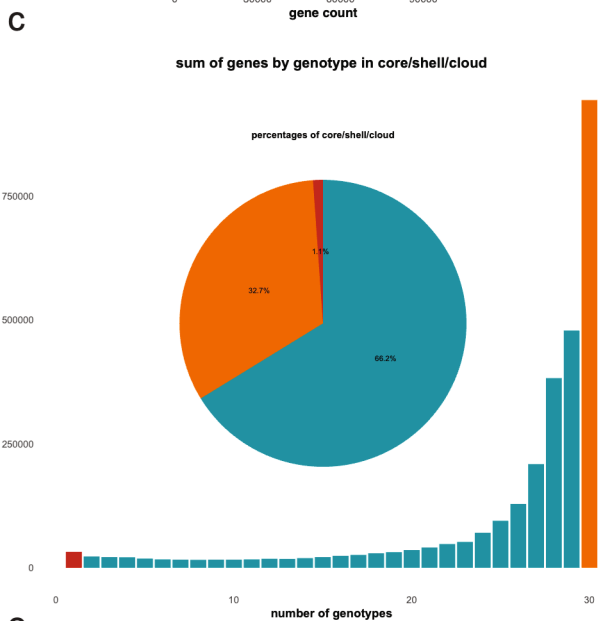 gene count
C
sum of genes by genotype in core/shell/cloud
percentages of core/shell/cloud
750000
1.1%
32.7%
500000
66.2%
250000
0
0 10 20 30
number of genotypes